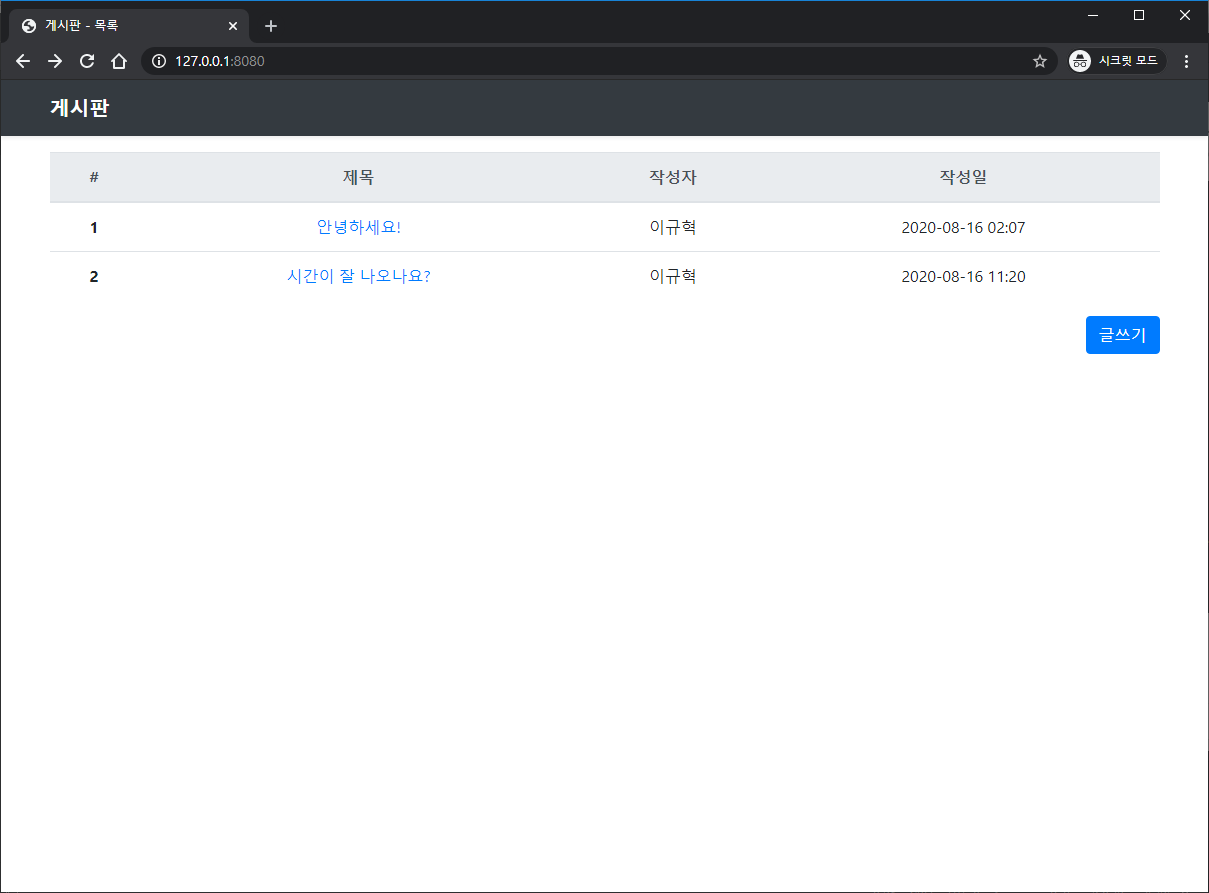 게시판 - 목록
127.0.0.1:8080
시크릿 모드
게시판
# 제목 작성자 작성일
1 안녕하세요! 이규혁 2020-08-16 02:07
2 시간이 잘 나오나요? 이규혁 2020-08-16 11:20
글쓰기